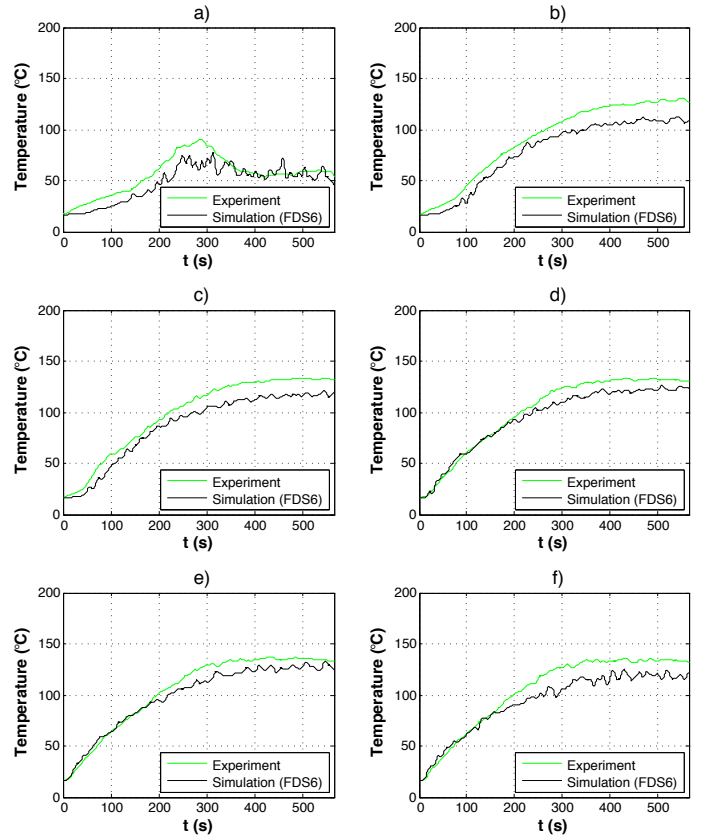 a)
Temperature (°C)
200
150
100
50
0
0 100 200 300 400 500
t (s)
Experiment
Simulation (FDS6)
b)
Temperature (°C)
200
150
100
50
0
0 100 200 300 400 500
t (s)
Experiment
Simulation (FDS6)
c)
Temperature (°C)
200
150
100
50
0
0 100 200 300 400 500
t (s)
Experiment
Simulation (FDS6)
d)
Temperature (°C)
200
150
100
50
0
0 100 200 300 400 500
t (s)
Experiment
Simulation (FDS6)
e)
Temperature (°C)
200
150
100
50
0
0 100 200 300 400 500
t (s)
Experiment
Simulation (FDS6)
f)
Temperature (°C)
200
150
100
50
0
0 100 200 300 400 500
t (s)
Experiment
Simulation (FDS6)